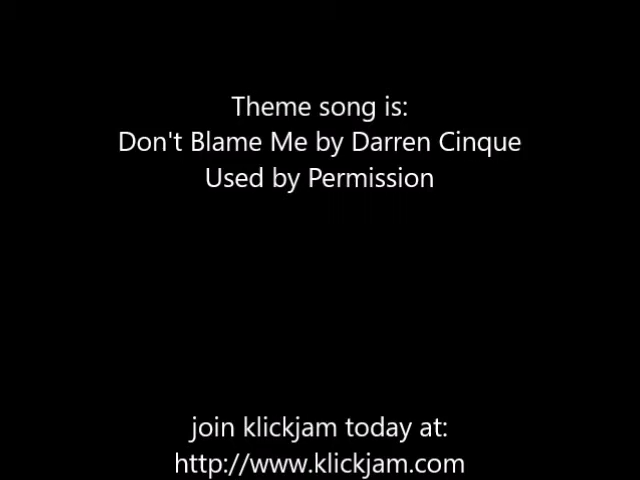 Theme song is:
Don't Blame Me by Darren Cinque
Used by Permission
join klickjam today at:
http://www.klickjam.com